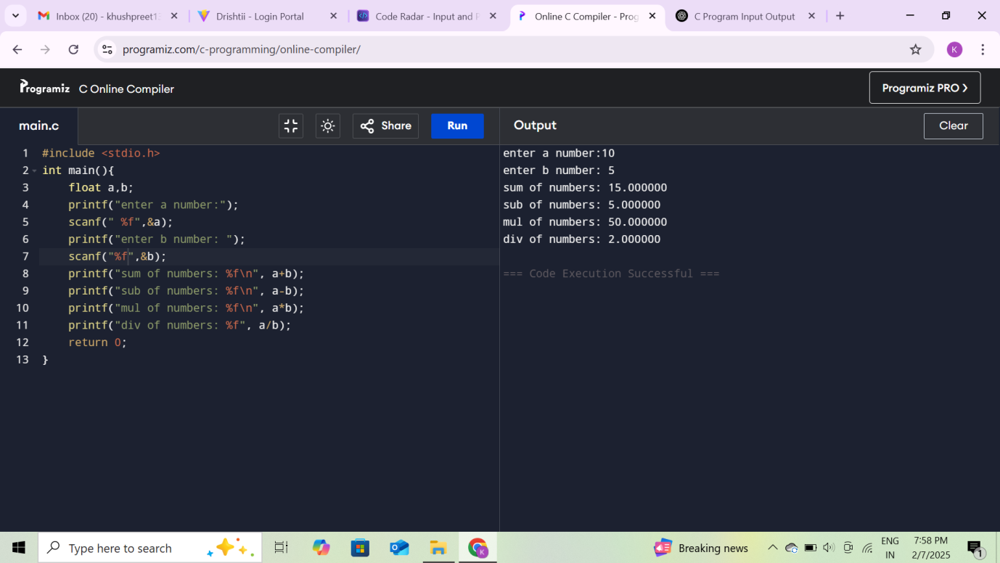 Inbox (20) - khushpreet1
Drishtii - Login Portal
Code Radar - Input and P
Online C Compiler - Prog
C Program Input Output
programiz.com/c-programming/online-compiler/
K
Programiz C Online Compiler
Programiz PRO
main.c
Share
Run
Output
Clear
1 #include <stdio.h>
2 int main(){
3     float a,b;
4     printf("enter a number:");
5     scanf(" %f",&a);
6     printf("enter b number: ");
7     scanf("%f",&b);
8     printf("sum of numbers: %f\n", a+b);
9     printf("sub of numbers: %f\n", a-b);
10     printf("mul of numbers: %f\n", a*b);
11     printf("div of numbers: %f", a/b);
12     return 0;
13 }
enter a number:10
enter b number: 5
sum of numbers: 15.000000
sub of numbers: 5.000000
mul of numbers: 50.000000
div of numbers: 2.000000
=== Code Execution Successful ===
Type here to search
K
Breaking news
ENG
IN
7:58 PM
2/7/2025
1